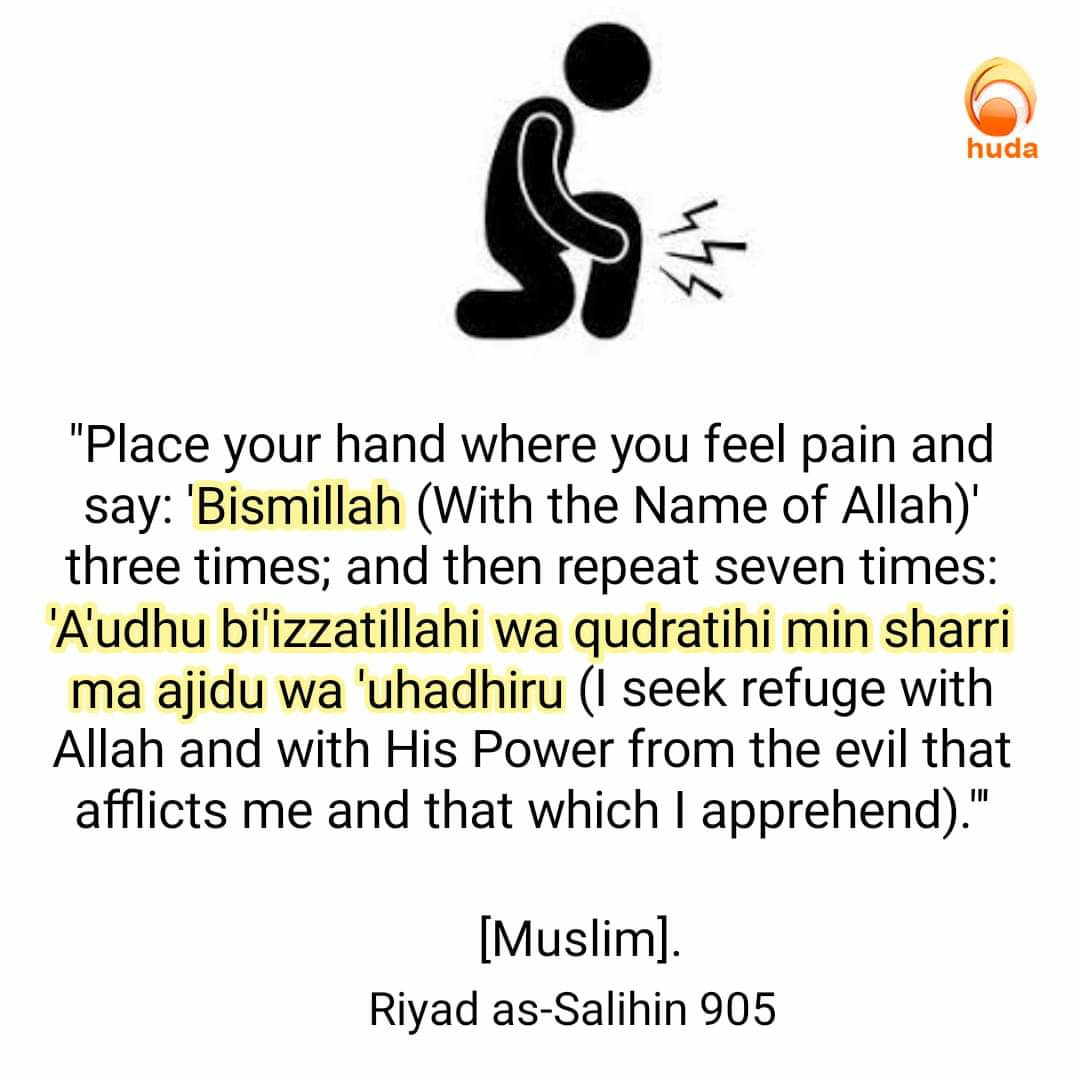 huda
"Place your hand where you feel pain and
say: 'Bismillah (With the Name of Allah)'
three times; and then repeat seven times:
'A'udhu bi'izzatillahi wa qudratihi min sharri
ma ajidu wa 'uhadhiru (I seek refuge with
Allah and with His Power from the evil that
afflicts me and that which I apprehend).'"
[Muslim].
Riyad as-Salihin 905